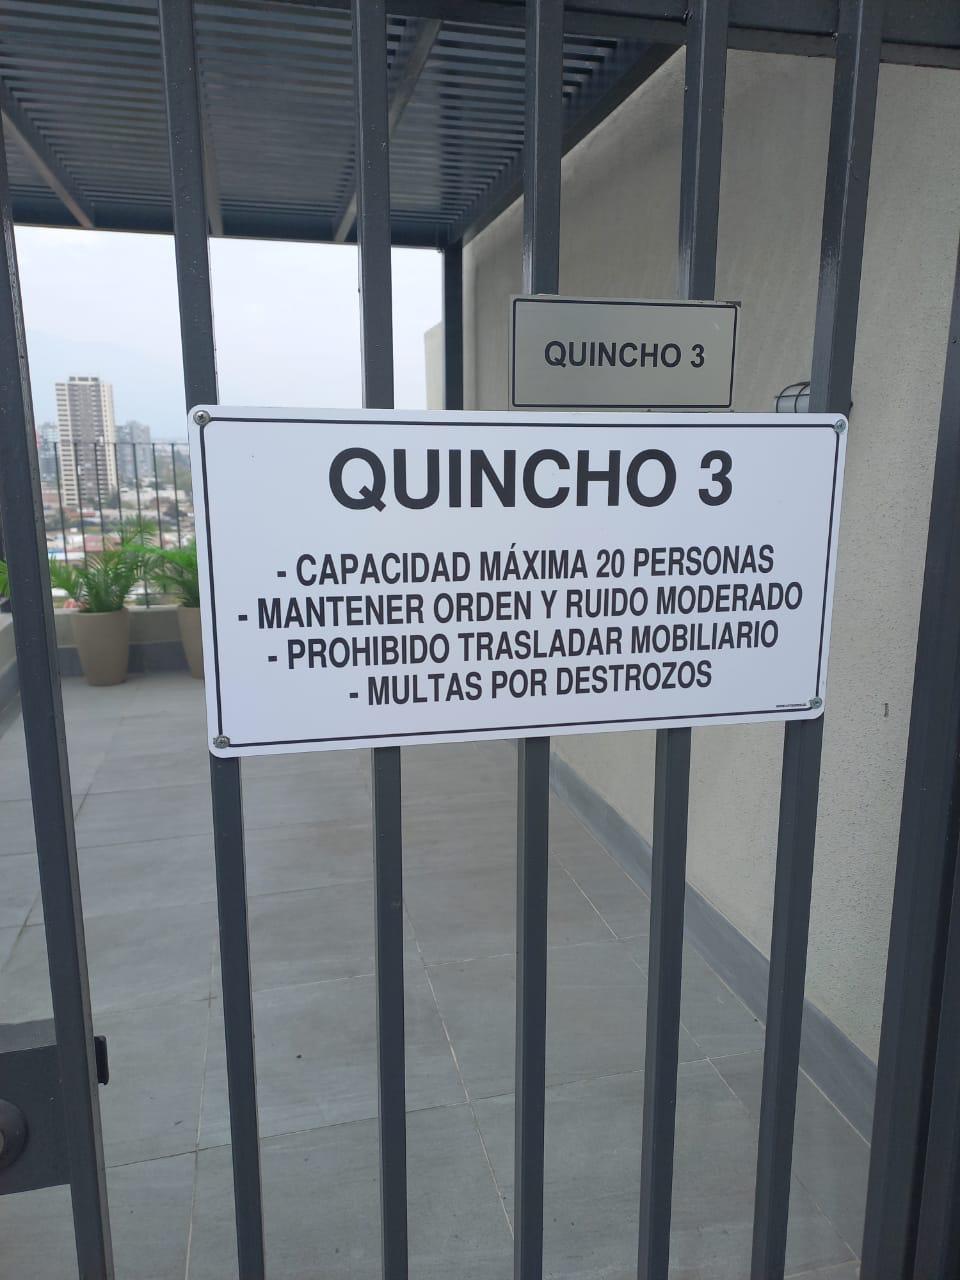 QUINCHO 3
QUINCHO 3
- CAPACIDAD MÁXIMA 20 PERSONAS
- MANTENER ORDEN Y RUIDO MODERADO
- PROHIBIDO TRASLADAR MOBILIARIO
- MULTAS POR DESTROZOS